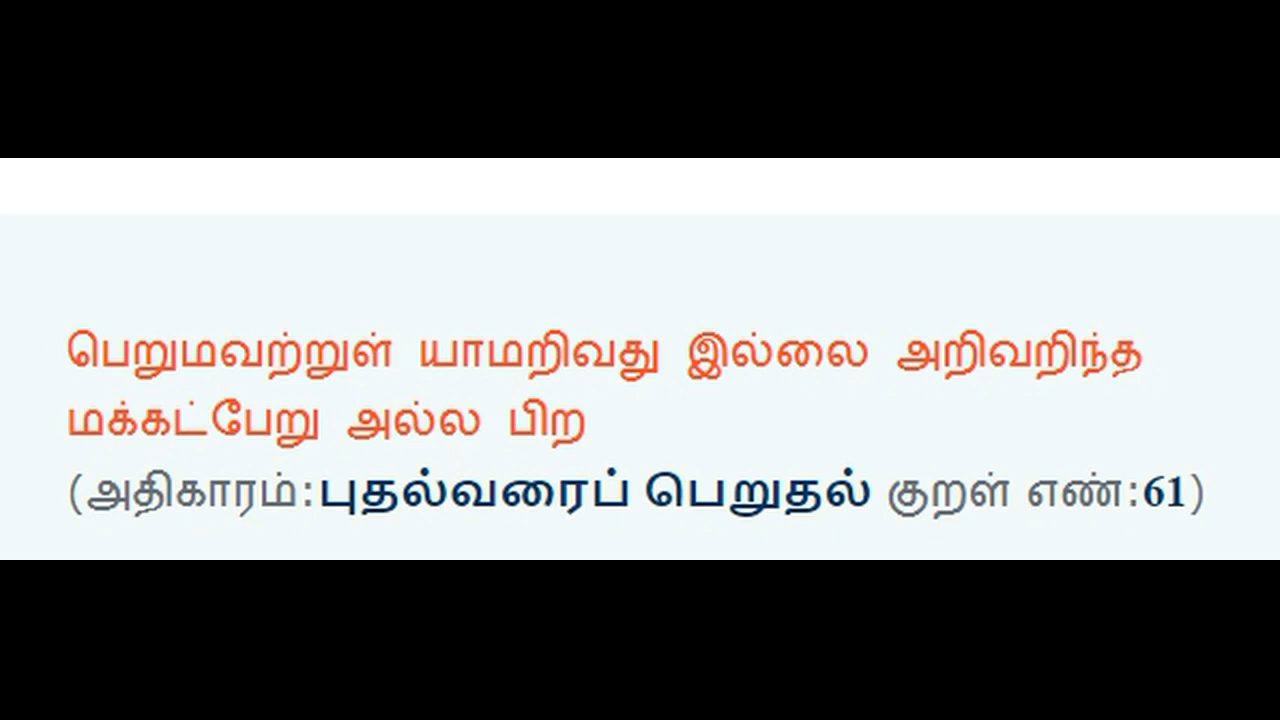 பெறுமவற்றுள் யாமறிவது இல்லை அறிவறிந்த
மக்கட்பேறு அல்ல பிற
(அதிகாரம்:புதல்வரைப் பெறுதல் குறள் எண்:61)